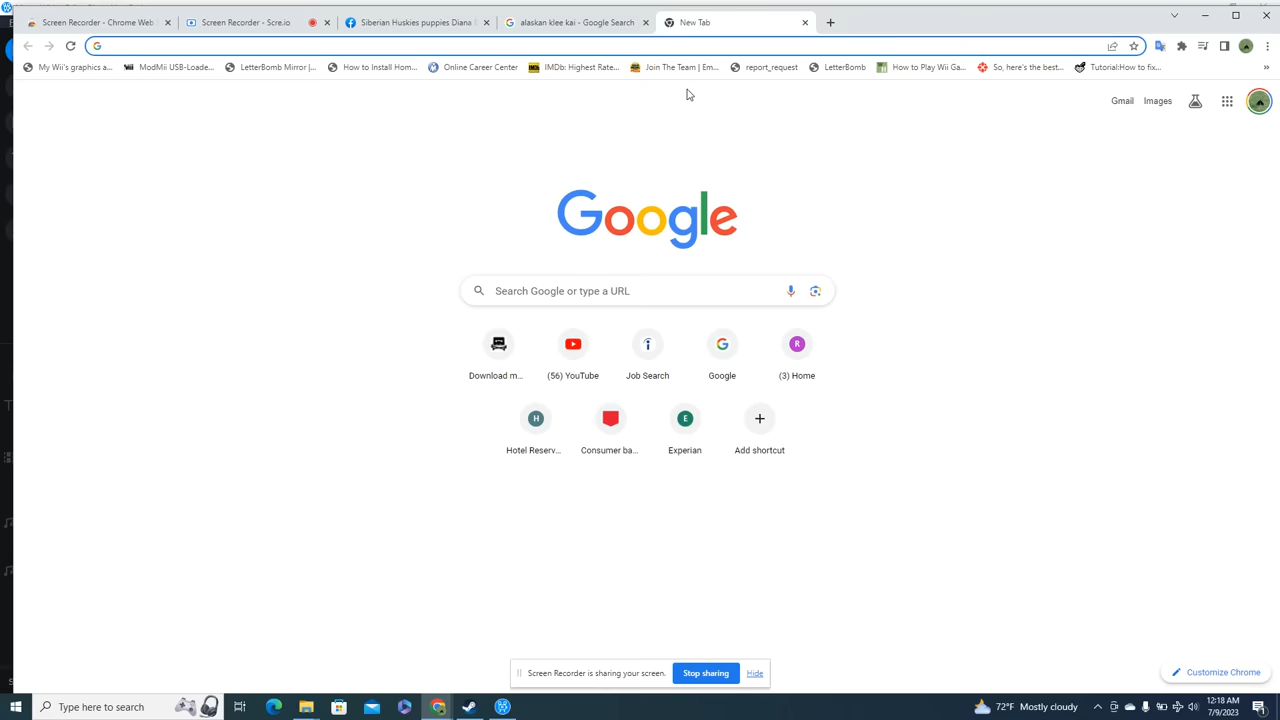 Screen Recorder - Chrome Web
Screen Recorder - Scre.io
Siberian Huskies puppies Diana
alaskan klee kai - Google Search
New Tab
My Wii's graphics a...
ModMii USB-Loade...
LetterBomb Mirror |...
How to Install Hom...
Online Career Center
IMDb: Highest Rate...
Join The Team | Em...
report_request
LetterBomb
How to Play Wii Ga...
So, here's the best...
Tutorial:How to fix...
»
Gmail
Images
Google
Search Google or type a URL
Download m...
(56) YouTube
Job Search
Google
(3) Home
R
H
E
Hotel Reserv...
Consumer ba...
Experian
Add shortcut
Screen Recorder is sharing your screen.
Stop sharing
Hide
Customize Chrome
Type here to search
72°F Mostly cloudy
12:18 AM
7/9/2023